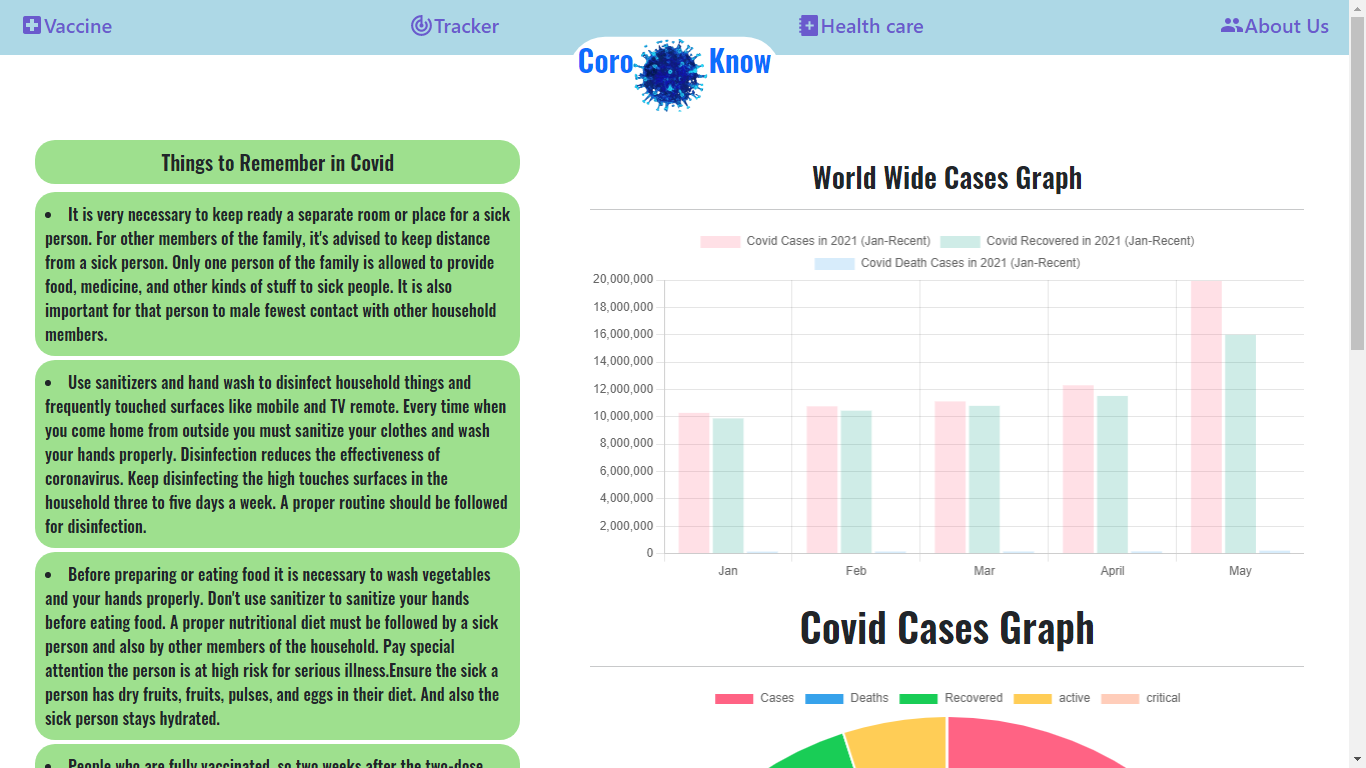 Vaccine
Tracker
Health care
About Us
Coro Know
Things to Remember in Covid
• It is very necessary to keep ready a separate room or place for a sick
person. For other members of the family, it's advised to keep distance
from a sick person. Only one person of the family is allowed to provide
food, medicine, and other kinds of stuff to sick people. It is also
important for that person to male fewest contact with other household
members.
• Use sanitizers and hand wash to disinfect household things and
frequently touched surfaces like mobile and TV remote. Every time when
you come home from outside you must sanitize your clothes and wash
your hands properly. Disinfection reduces the effectiveness of
coronavirus. Keep disinfecting the high touches surfaces in the
household three to five days a week. A proper routine should be followed
for disinfection.
• Before preparing or eating food it is necessary to wash vegetables
and your hands properly. Don't use sanitizer to sanitize your hands
before eating food. A proper nutritional diet must be followed by a sick
person and also by other members of the household. Pay special
attention the person is at high risk for serious illness.Ensure the sick a
person has dry fruits, fruits, pulses, and eggs in their diet. And also the
sick person stays hydrated.
• People who are fully vaccinated, so two weeks after the two-dose
World Wide Cases Graph
Covid Cases in 2021 (Jan-Recent)
Covid Recovered in 2021 (Jan-Recent)
Covid Death Cases in 2021 (Jan-Recent)
20,000,000
18,000,000
16,000,000
14,000,000
12,000,000
10,000,000
8,000,000
6,000,000
4,000,000
2,000,000
0
Jan
Feb
Mar
April
May
Covid Cases Graph
Cases
Deaths
Recovered
active
critical